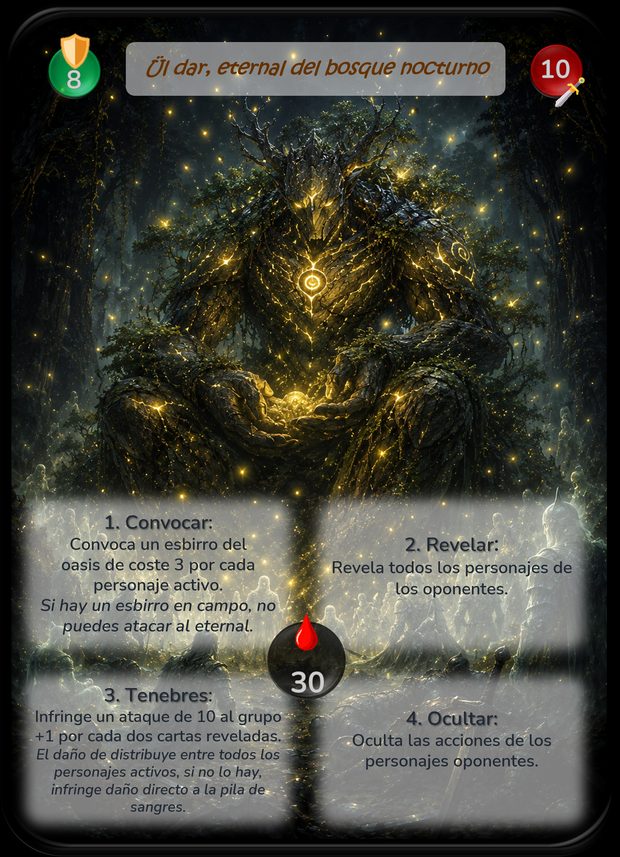 8
Ül dar, eternal del bosque nocturno
10
1. Convocar:
Convoca un esbirro del
oasis de coste 3 por cada
personaje activo.
Si hay un esbirro en campo, no
puedes atacar al eternal.
2. Revelar:
Revela todos los personajes de
los oponentes.
30
3. Tenebres:
Infringe un ataque de 10 al grupo
+1 por cada dos cartas reveladas.
El daño de distribuye entre todos los
personajes activos, si no lo hay,
infringe daño directo a la pila de
sangres.
4. Ocultar:
Oculta las acciones de los
personajes oponentes.